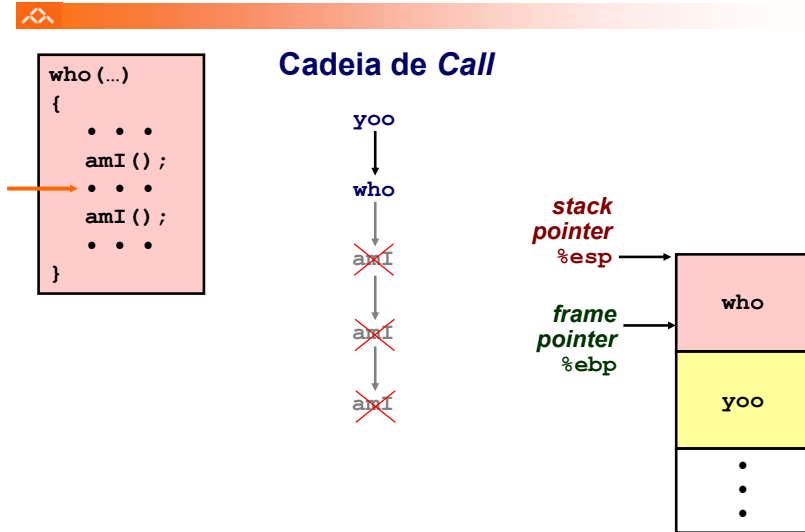 Cadeia de Call
who(…)
{
• • •
amI();
• • •
amI();
• • •
}
yoo
who
amI
amI
amI
stack
pointer
%esp
frame
pointer
%ebp
who
yoo
•
•
•